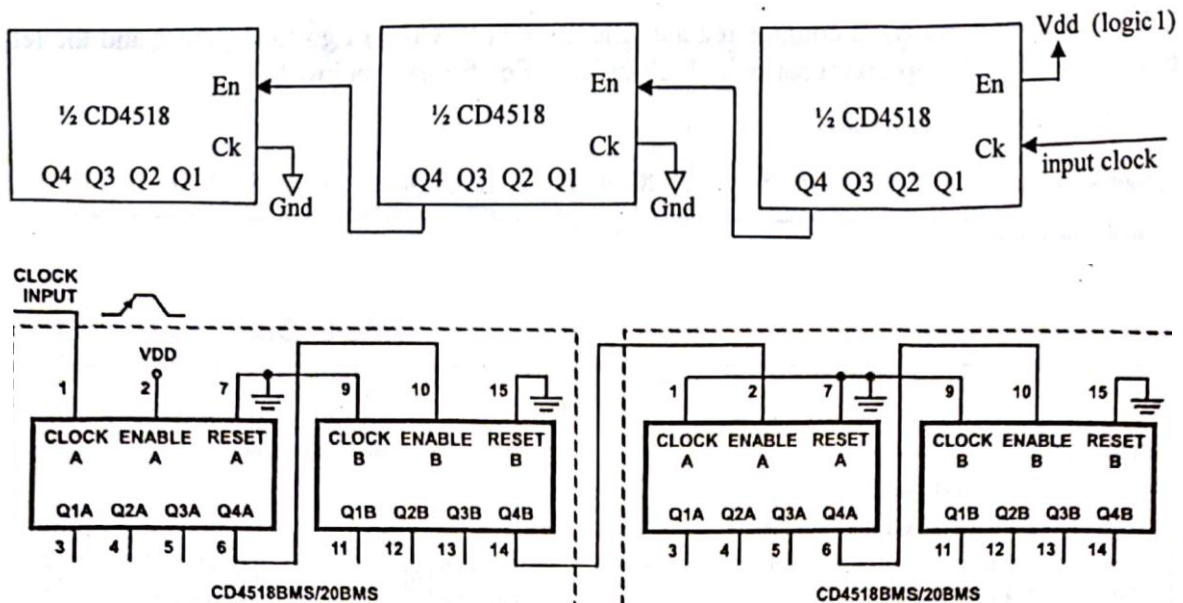 Vdd (logic1)
En
½ CD4518
Ck
Q4 Q3 Q2 Q1
Gnd
En
½ CD4518
Ck
Q4 Q3 Q2 Q1
Gnd
En
½ CD4518
Ck
input clock
Q4 Q3 Q2 Q1
CLOCK
INPUT
VDD
1 2 7 9 10 15 1 2 7 9 10 15
CLOCK ENABLE RESET CLOCK ENABLE RESET CLOCK ENABLE RESET CLOCK ENABLE RESET
A A A B B B A A A B B B
Q1A Q2A Q3A Q4A Q1B Q2B Q3B Q4B Q1A Q2A Q3A Q4A Q1B Q2B Q3B Q4B
3 4 5 6 11 12 13 14 3 4 5 6 11 12 13 14
CD4518BMS/20BMS CD4518BMS/20BMS